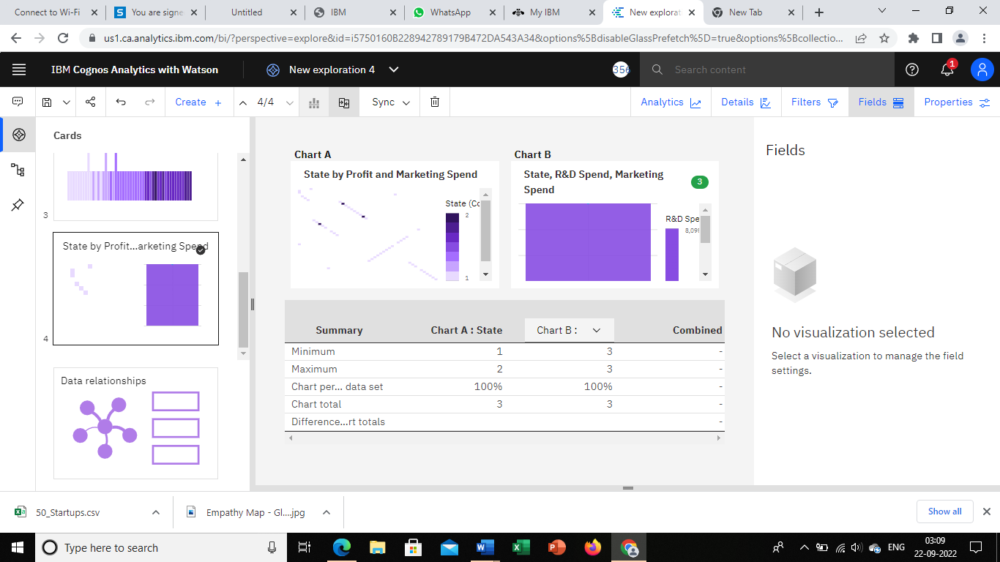 Connect to Wi-Fi
You are signe
Untitled
IBM
WhatsApp
My IBM
New explorat
New Tab
us1.ca.analytics.ibm.com/bi/?perspective=explore&id=i5750160B228942789179B472DA543A34&options%5BdisableGlassPrefetch%5D=true&options%5Bcollectio...
IBM Cognos Analytics with Watson
New exploration 4
356
Search content
1
Create +
4/4
Sync
Analytics
Details
Filters
Fields
Properties
Cards
3
State by Profit...arketing Spend
4
Data relationships
Chart A
State by Profit and Marketing Spend
State (Co
2
1
Chart B
State, R&D Spend, Marketing
Spend
3
R&D Spe
8,099
Summary Chart A : State Chart B : Combined
Minimum 1 3 -
Maximum 2 3 -
Chart per... data set 100% 100% -
Chart total 3 3 -
Difference...rt totals -
Fields
No visualization selected
Select a visualization to manage the field
settings.
50_Startups.csv
Empathy Map - Gl....jpg
Show all
Type here to search
ENG
03:09
22-09-2022